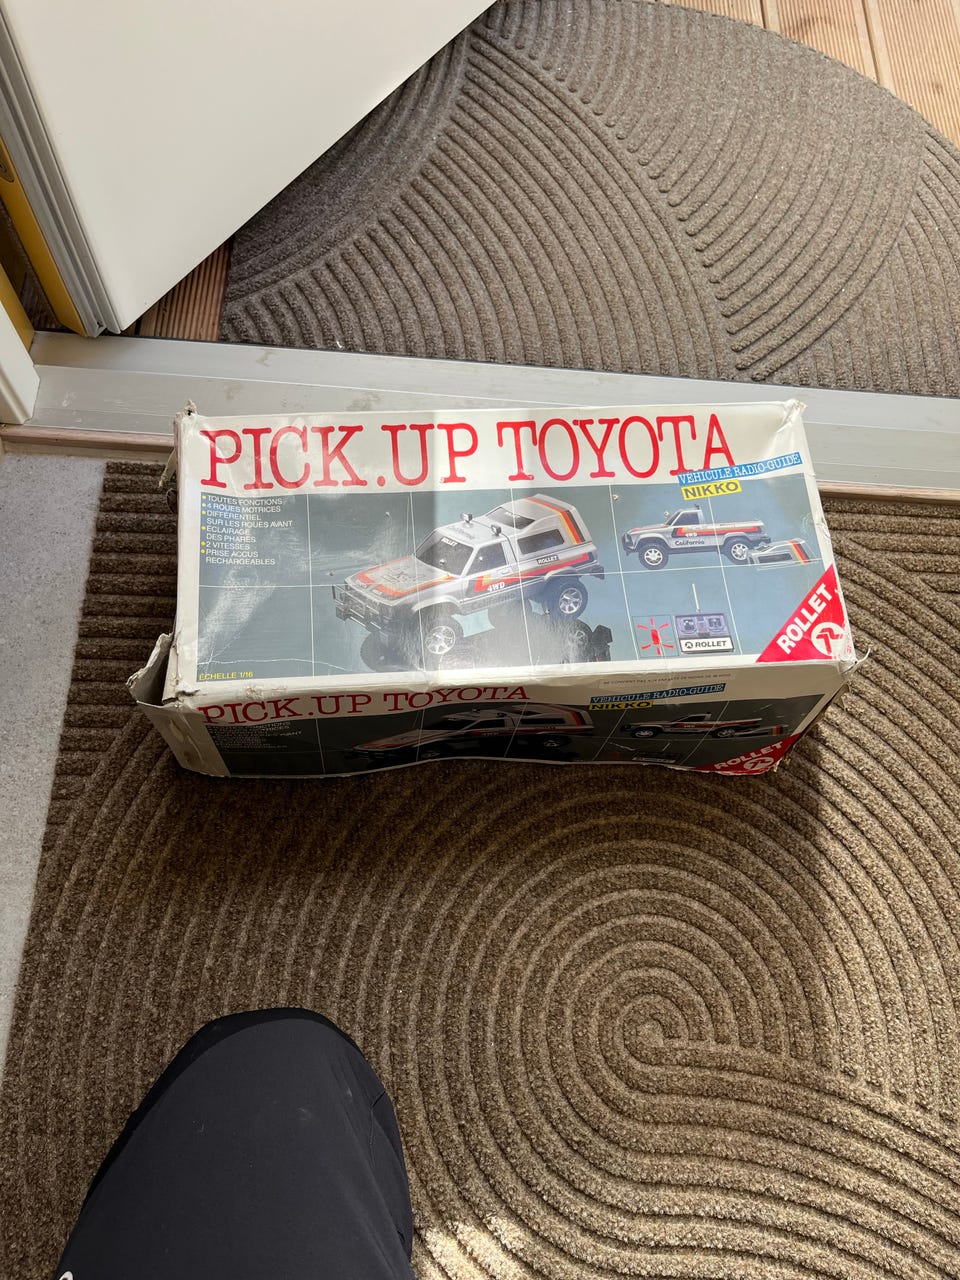 PICK.UP TOYOTA
VEHICULE RADIO-GUIDE
NIKKO
TOUTES FONCTIONS
4 ROUES MOTRICES
DIFFERENTIEL
SUR LES ROUES AVANT
ECLAIRAGE
DES PHARES
2 VITESSES
PRISE ACCUS
RECHARGEABLES
ROLLET
ROLLET
4WD
4WD
California
ROLLET
ROLLET
ECHELLE 1/16
PICK.UP TOYOTA
VEHICULE RADIO-GUIDE
NIKKO
ROLLET